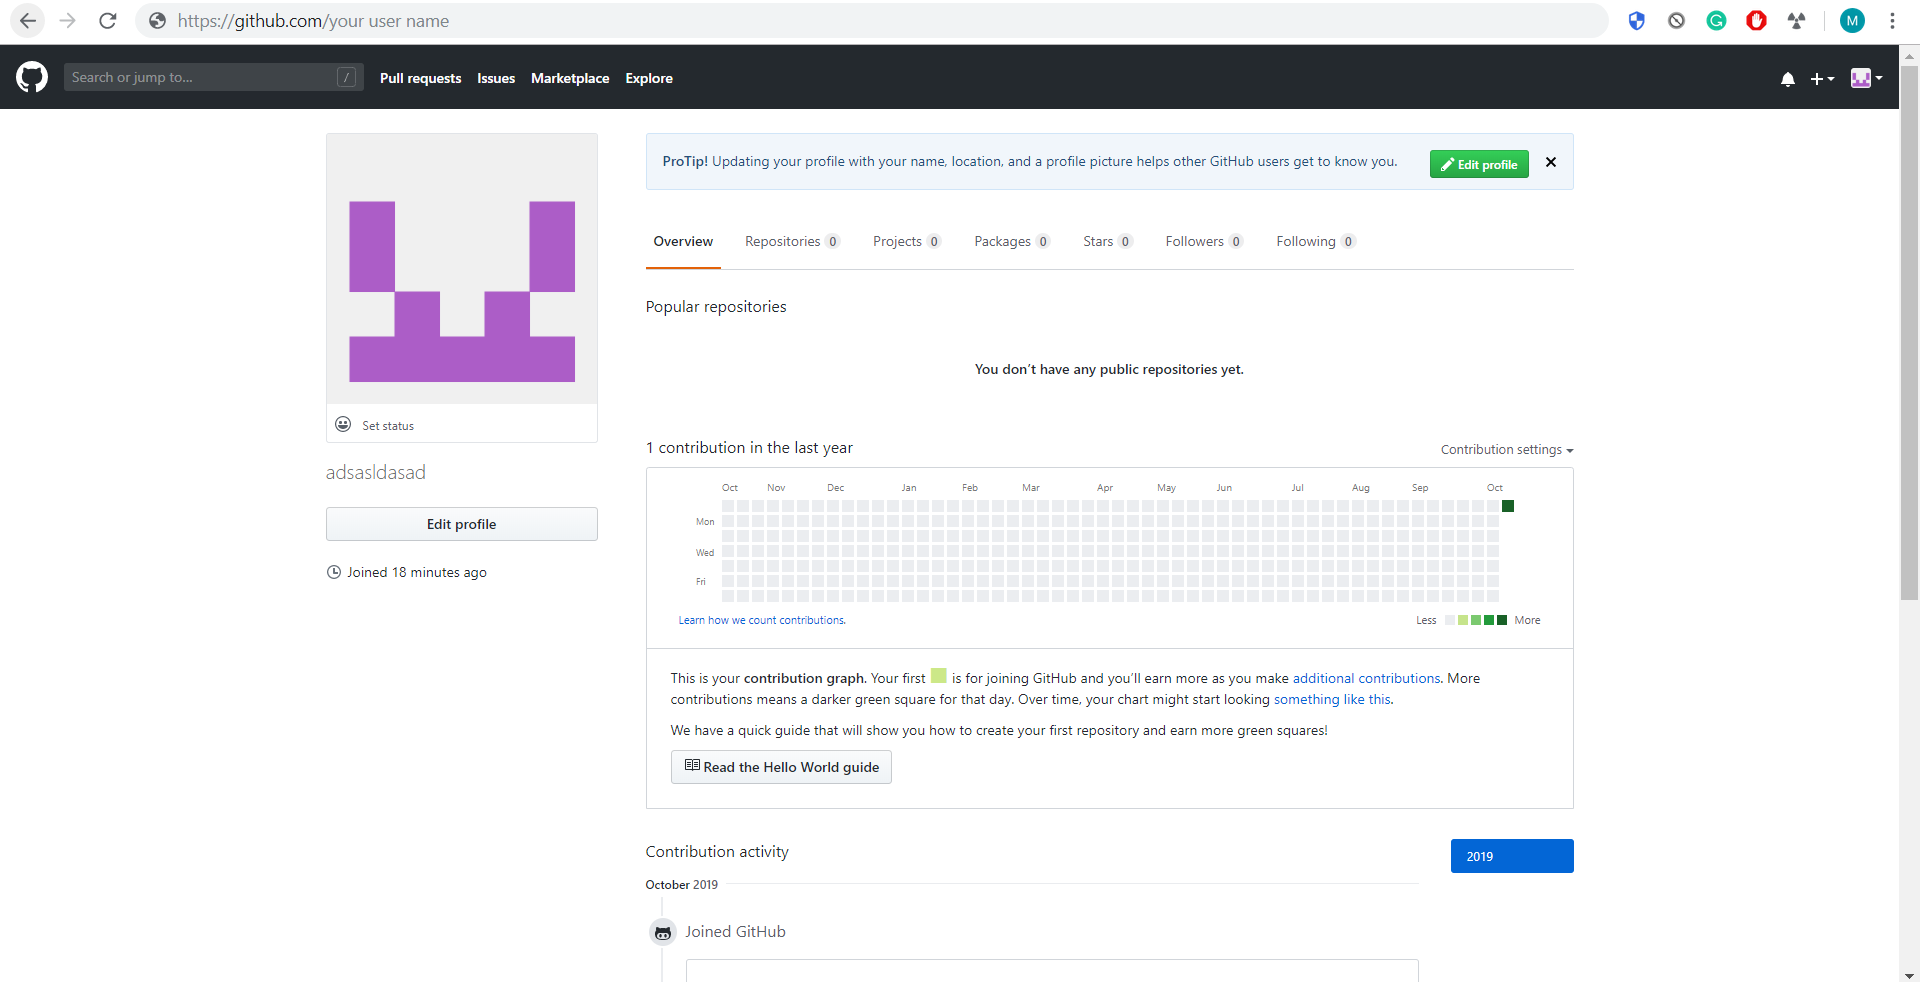 https://github.com/your user name
M
Search or jump to... /
Pull requests Issues Marketplace Explore
ProTip! Updating your profile with your name, location, and a profile picture helps other GitHub users get to know you.
Edit profile
Overview Repositories 0 Projects 0 Packages 0 Stars 0 Followers 0 Following 0
Popular repositories
You don't have any public repositories yet.
Set status
adsasldasad
Edit profile
Joined 18 minutes ago
1 contribution in the last year
Contribution settings
Oct Nov Dec Jan Feb Mar Apr May Jun Jul Aug Sep Oct
Mon
Wed
Fri
Learn how we count contributions.
Less More
This is your contribution graph. Your first is for joining GitHub and you'll earn more as you make additional contributions. More
contributions means a darker green square for that day. Over time, your chart might start looking something like this.
We have a quick guide that will show you how to create your first repository and earn more green squares!
Read the Hello World guide
Contribution activity
2019
October 2019
Joined GitHub